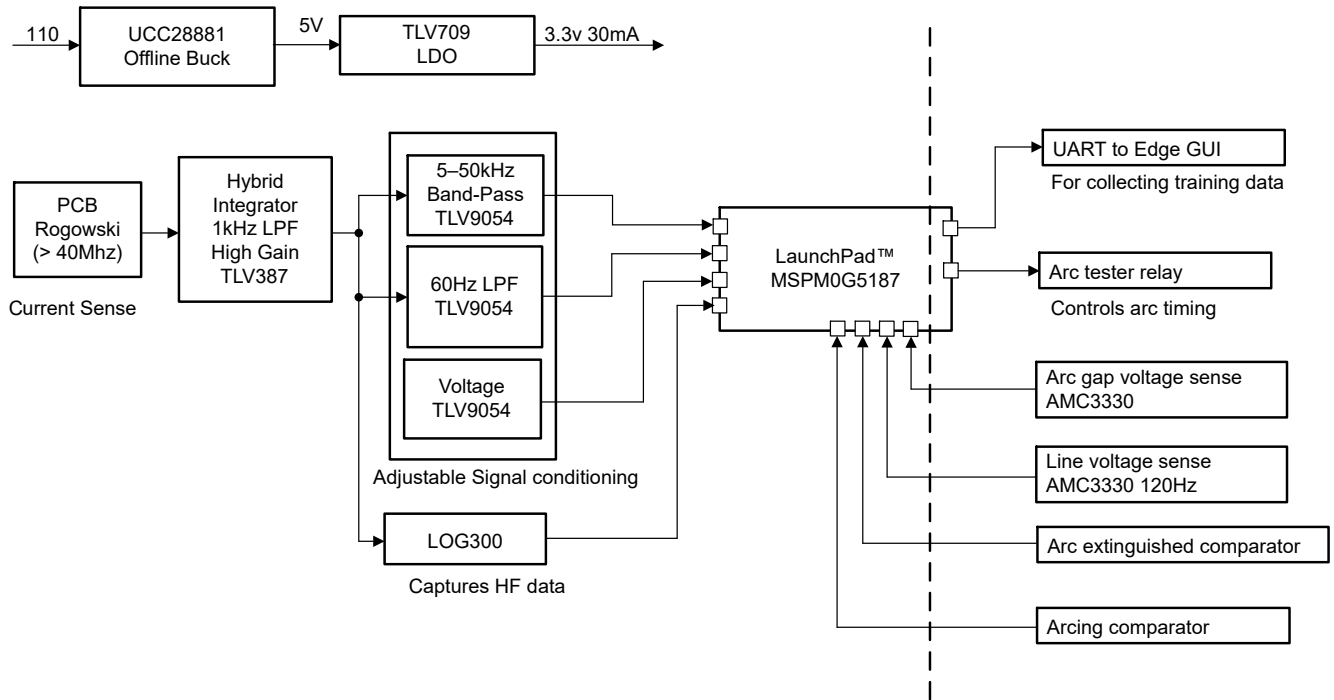 110
UCC28881
Offline Buck
5V
TLV709
LDO
3.3v 30mA
PCB
Rogowski
(> 40Mhz)
Current Sense
Hybrid
Integrator
1kHz LPF
High Gain
TLV387
5–50kHz
Band-Pass
TLV9054
60Hz LPF
TLV9054
Voltage
TLV9054
Adjustable Signal conditioning
LOG300
Captures HF data
LaunchPad™
MSPM0G5187
UART to Edge GUI
For collecting training data
Arc tester relay
Controls arc timing
Arc gap voltage sense
AMC3330
Line voltage sense
AMC3330 120Hz
Arc extinguished comparator
Arcing comparator